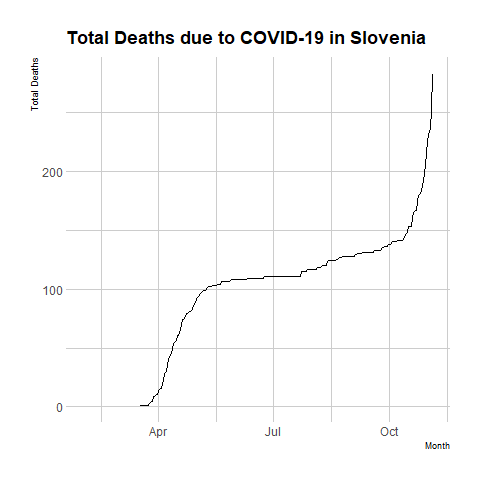 Total Deaths due to COVID-19 in Slovenia
Total Deaths
200
100
0
Apr Jul Oct
Month